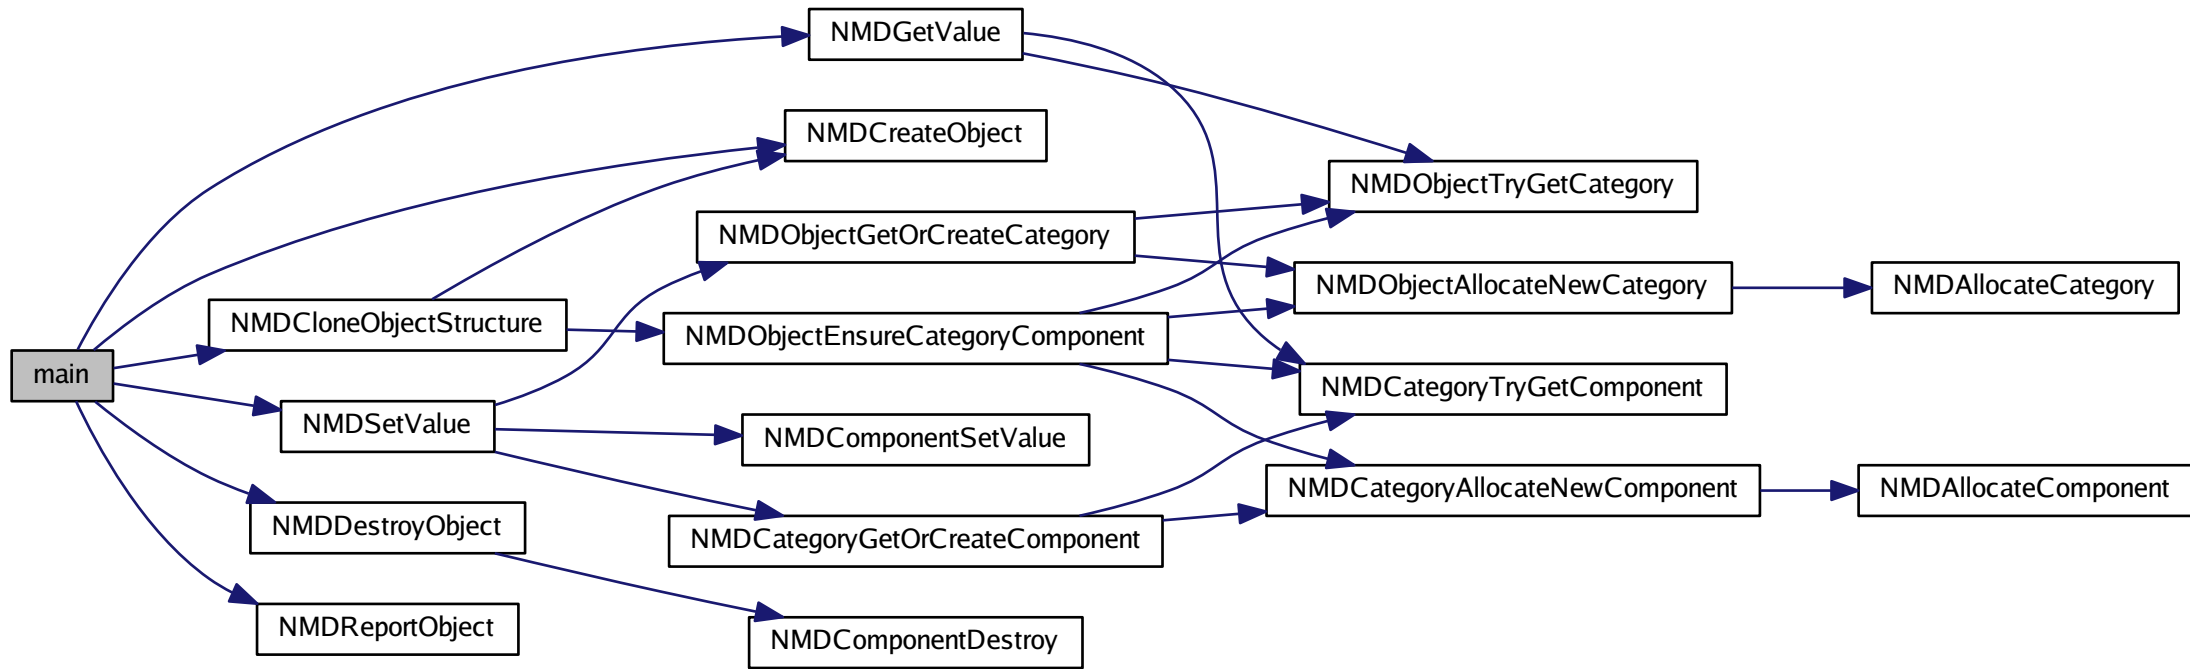 NMDGetValue
NMDCreateObject
NMDObjectTryGetCategory
NMDObjectGetOrCreateCategory
NMDObjectAllocateNewCategory
NMDAllocateCategory
NMDCloneObjectStructure
NMDObjectEnsureCategoryComponent
main
NMDCategoryTryGetComponent
NMDSetValue
NMDComponentSetValue
NMDCategoryAllocateNewComponent
NMDAllocateComponent
NMDDestroyObject
NMDCategoryGetOrCreateComponent
NMDReportObject
NMDComponentDestroy